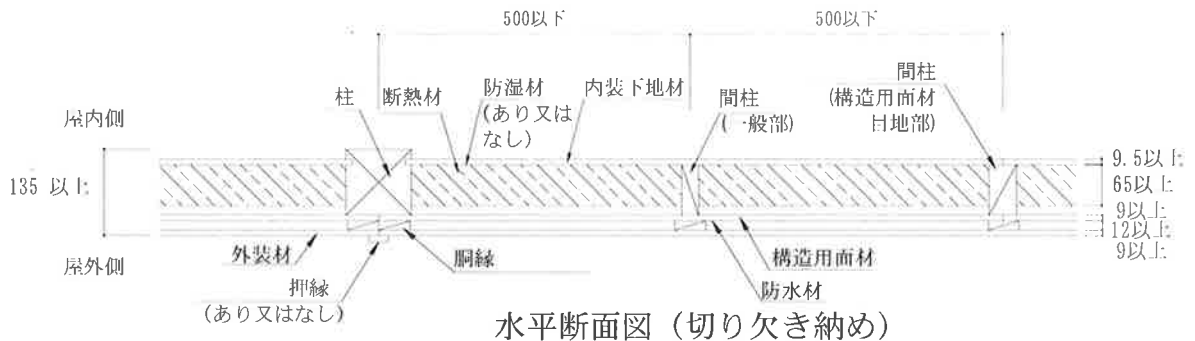 500以下
500以下
柱
断熱材
防湿材
(あり又は
なし)
内装下地材
間柱
(一般部)
間柱
(構造用面材
目地部)
屋内側
135 以上
屋外側
9.5以上
65以上
9以上
12以上
9以上
外装材
胴縁
押縁
(あり又はなし)
構造用面材
防水材
水平断面図（切り欠き納め）